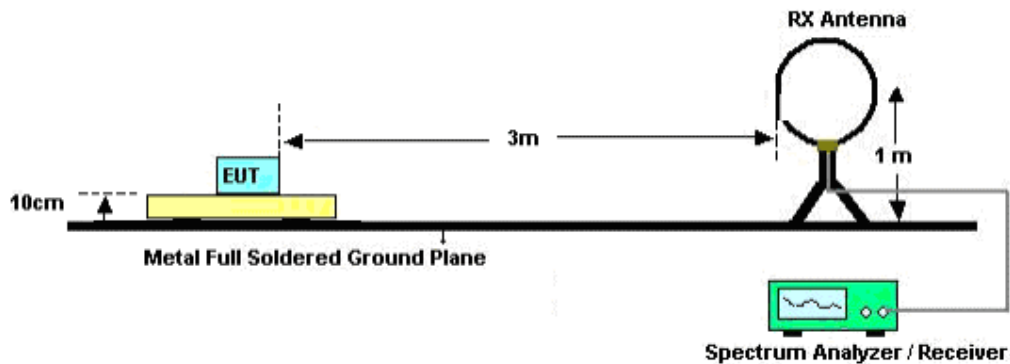 RX Antenna
3m
1 m
EUT
10cm
Metal Full Soldered Ground Plane
Spectrum Analyzer / Receiver